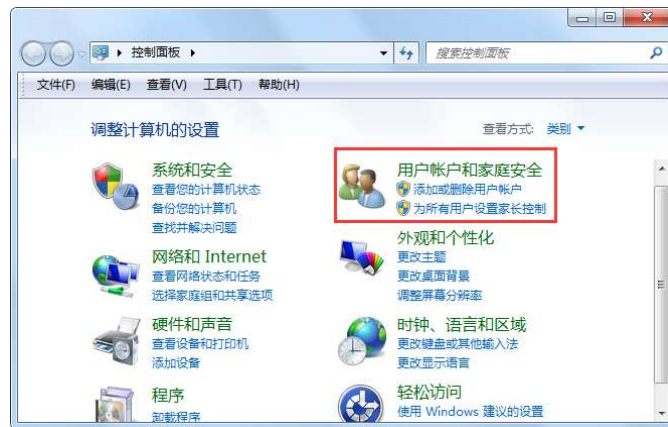 控制面板
搜索控制面板
文件(F) 编辑(E) 查看(V) 工具(T) 帮助(H)
调整计算机的设置
查看方式: 类别
系统和安全
查看您的计算机状态
备份您的计算机
查找并解决问题
网络和 Internet
查看网络状态和任务
选择家庭组和共享选项
硬件和声音
查看设备和打印机
添加设备
程序
卸载程序
用户帐户和家庭安全
添加或删除用户帐户
为所有用户设置家长控制
外观和个性化
更改主题
更改桌面背景
调整屏幕分辨率
时钟、语言和区域
更改键盘或其他输入法
更改显示语言
轻松访问
使用 Windows 建议的设置